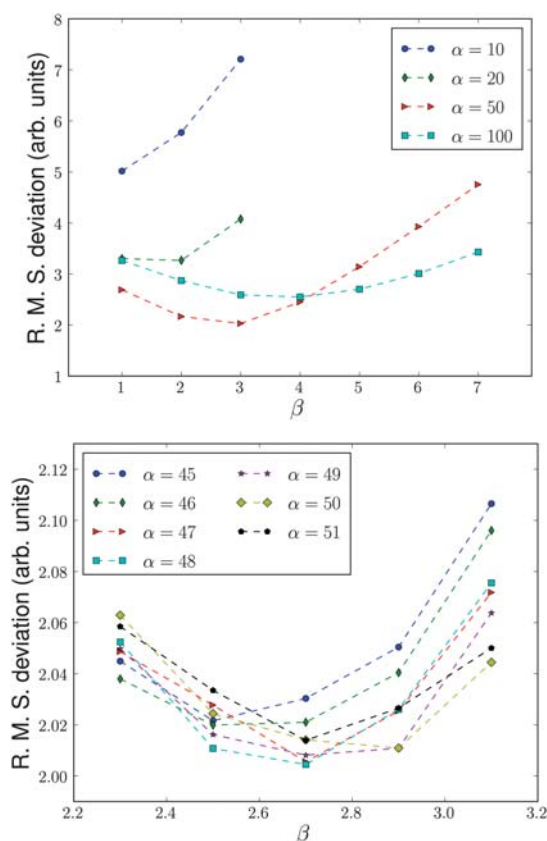 8
7
6
5
4
3
2
1
R. M. S. deviation (arb. units)
α = 10
α = 20
α = 50
α = 100
1 2 3 4 5 6 7
β
2.12
2.10
2.08
2.06
2.04
2.02
2.00
R. M. S. deviation (arb. units)
α = 45 α = 49
α = 46 α = 50
α = 47 α = 51
α = 48
2.2 2.4 2.6 2.8 3.0 3.2
β